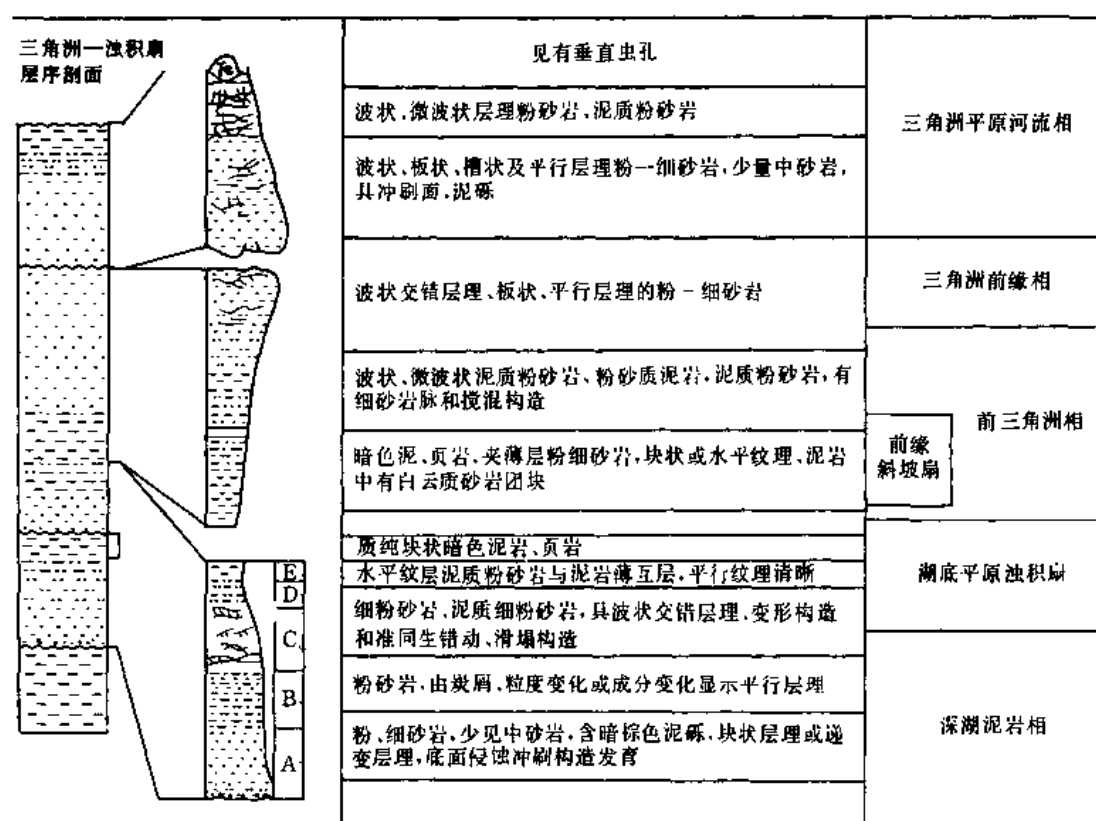 三角洲—浊积扇
层序剖面
见有垂直虫孔
波状、微波状层理粉砂岩、泥质粉砂岩
三角洲平原河流相
波状、板状、槽状及平行层理粉—细砂岩，少量中砂岩，
具冲刷面、泥砾
波状交错层理、板状、平行层理的粉-细砂岩
三角洲前缘相
波状、微波状泥质粉砂岩、粉砂质泥岩，泥质粉砂岩，有
细砂岩脉和搅混构造
前三角洲相
前缘
斜坡扇
暗色泥、页岩、夹薄层粉细砂岩，块状或水平纹理、泥岩
中有白云质砂岩团块
质纯块状暗色泥岩、页岩
E
水平纹层泥质粉砂岩与泥岩薄互层，平行纹理清晰
湖底平原浊积扇
D
细粉砂岩、泥质细粉砂岩，具波状交错层理、变形构造
和准同生错动、滑塌构造
C
粉砂岩，由炭屑、粒度变化或成分变化显示平行层理
B
深湖泥岩相
粉、细砂岩，少见中砂岩，含暗棕色泥砾，块状层理或递
变层理，底面侵蚀冲刷构造发育
A